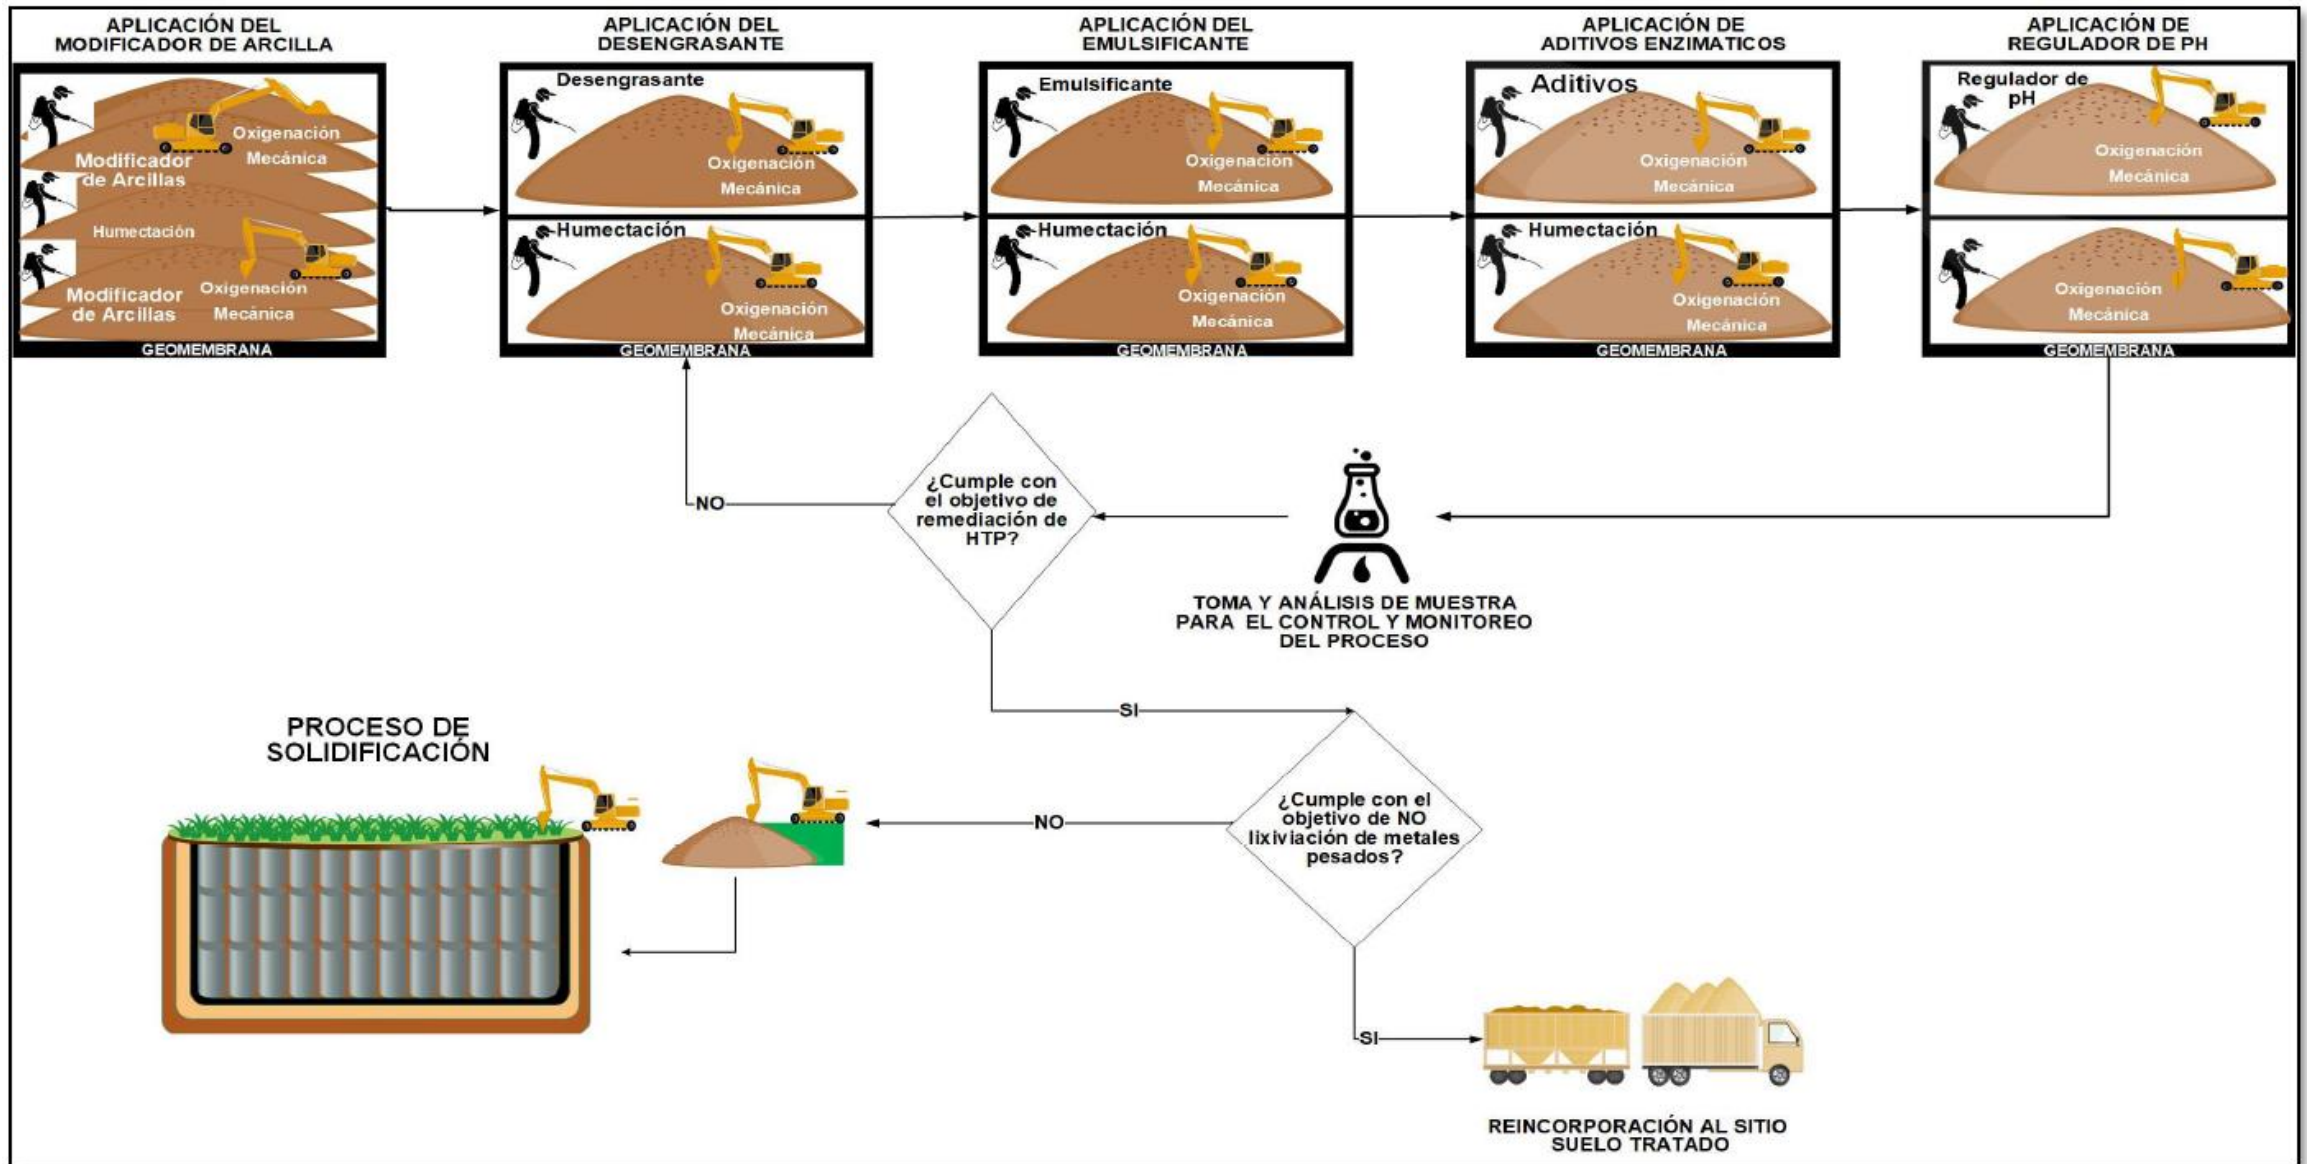 APLICACIÓN DEL
MODIFICADOR DE ARCILLA
Oxigenación
Mecánica
Modificador
de Arcillas
Humectación
Oxigenación
Mecánica
Modificador
de Arcillas
GEOMEMBRANA
APLICACIÓN DEL
DESENGRASANTE
Desengrasante
Oxigenación
Mecánica
Humectación
Oxigenación
Mecánica
GEOMEMBRANA
APLICACIÓN DEL
EMULSIFICANTE
Emulsificante
Oxigenación
Mecánica
Humectación
Oxigenación
Mecánica
GEOMEMBRANA
APLICACIÓN DE
ADITIVOS ENZIMATICOS
Aditivos
Oxigenación
Mecánica
Humectación
Oxigenación
Mecánica
GEOMEMBRANA
APLICACIÓN DE
REGULADOR DE PH
Regulador de
pH
Oxigenación
Mecánica
Oxigenación
Mecánica
GEOMEMBRANA
TOMA Y ANÁLISIS DE MUESTRA
PARA EL CONTROL Y MONITOREO
DEL PROCESO
¿Cumple con
el objetivo de
remediación de
HTP?
NO
SI
¿Cumple con el
objetivo de NO
lixiviación de metales
pesados?
NO
PROCESO DE
SOLIDIFICACIÓN
SI
REINCORPORACIÓN AL SITIO
SUELO TRATADO